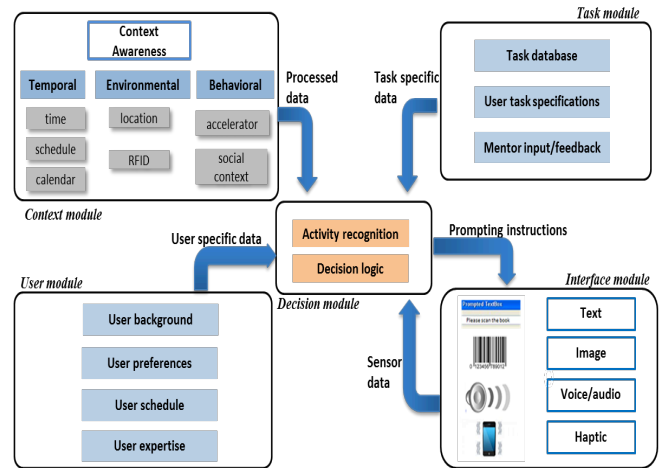 Task module
Context
Awareness
Temporal
Environmental
Behavioral
time
schedule
calendar
location
RFID
accelerator
social
context
Context module
Processed
data
Task specific
data
Task database
User task specifications
Mentor input/feedback
User specific data
Activity recognition
Decision logic
Decision module
Prompting instructions
User module
User background
User preferences
User schedule
User expertise
Sensor
data
Interface module
Prompted TextBox
Please scan the book
Text
Image
Voice/audio
Haptic